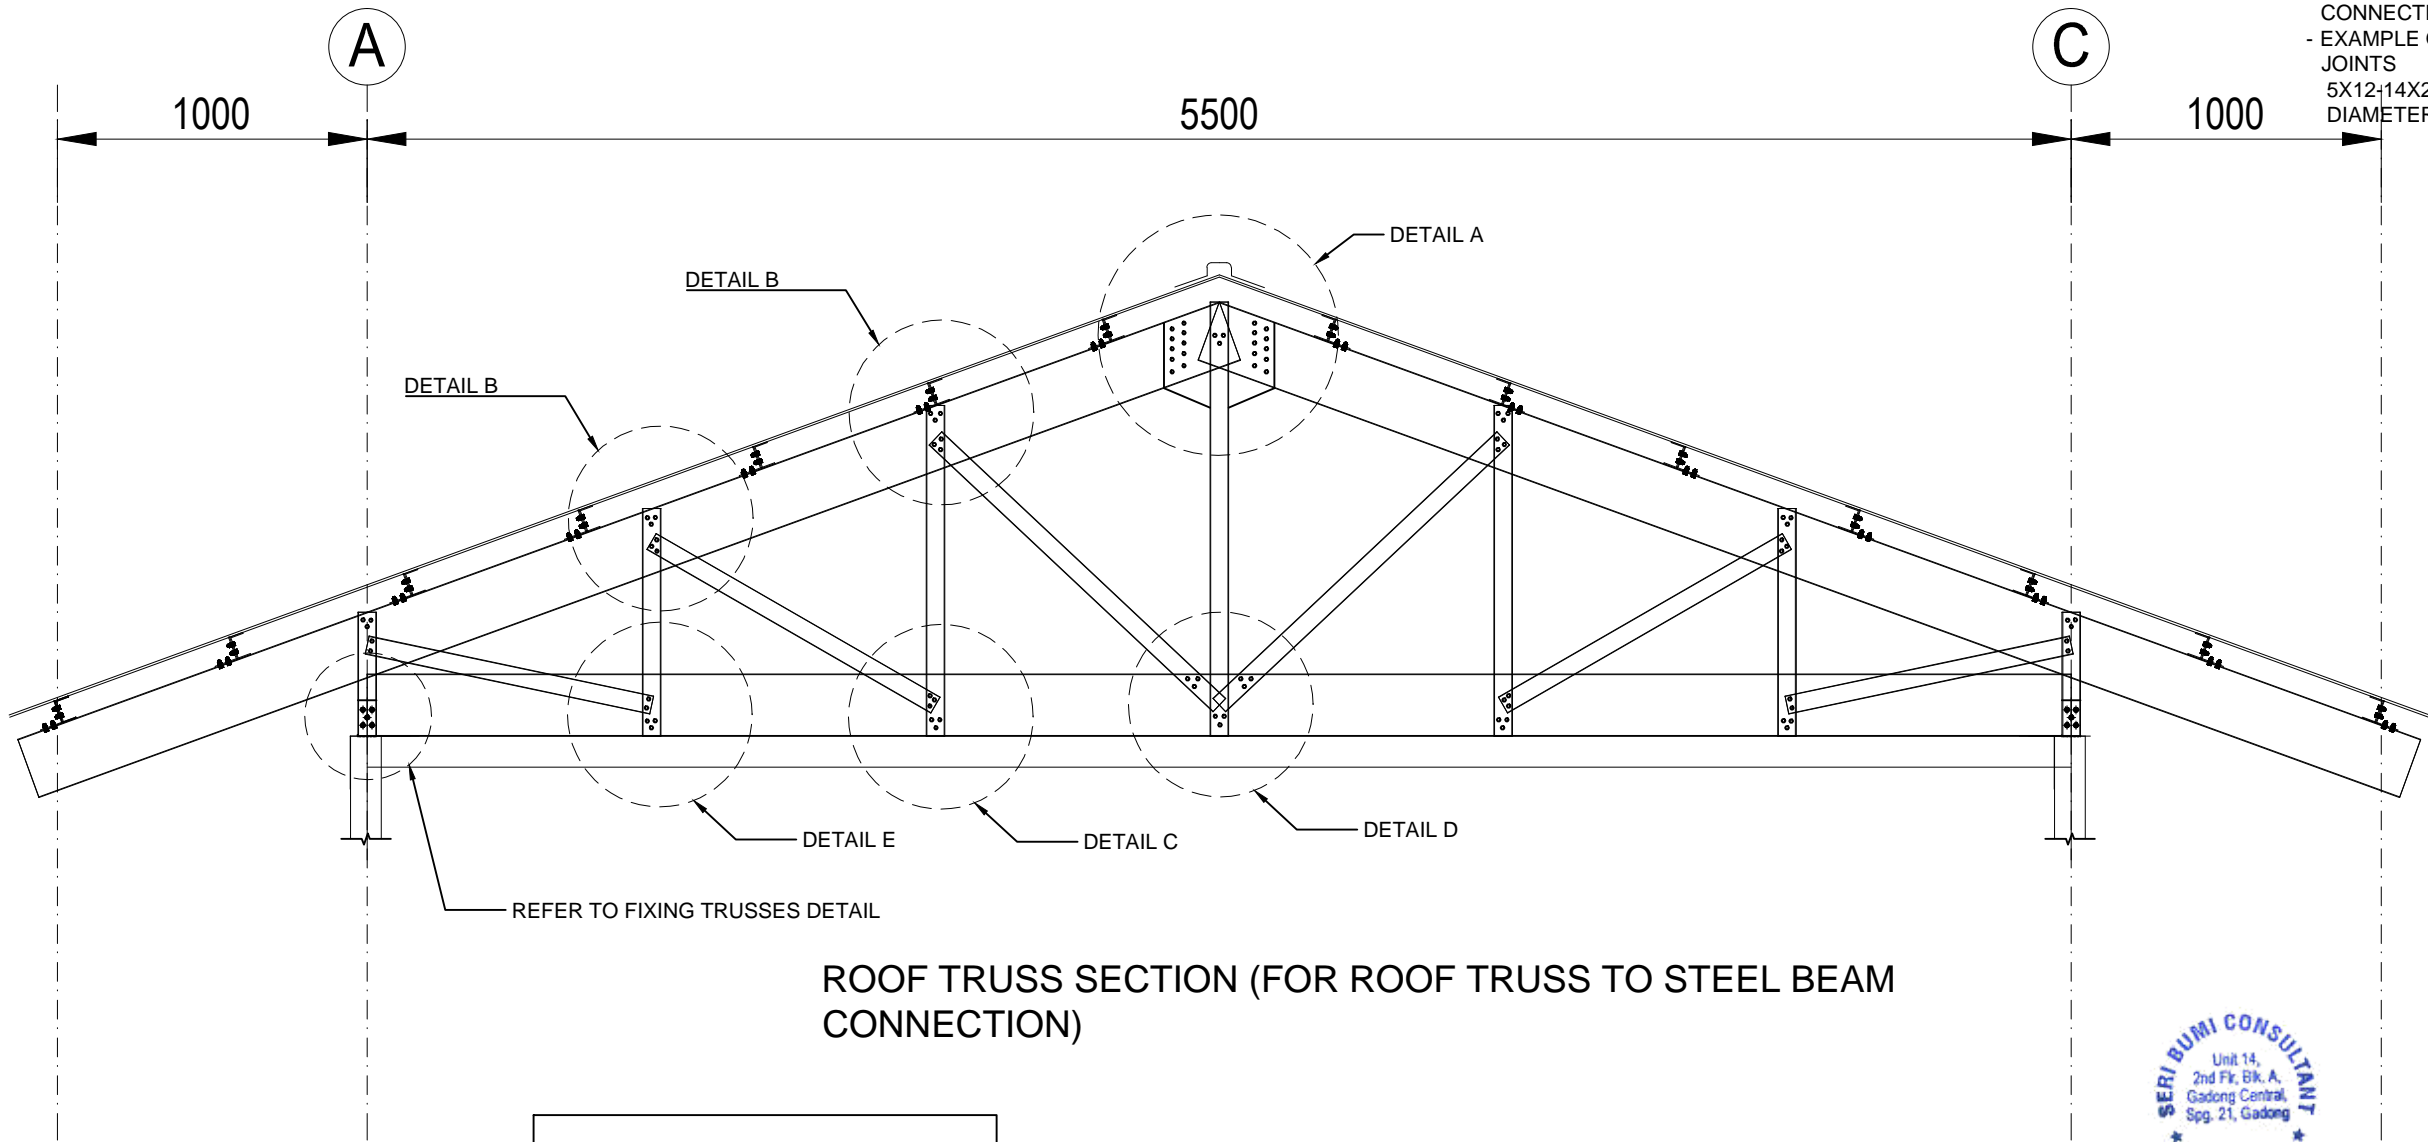 A
C
CONNECT
- EXAMPLE
JOINTS
5X12-14X2
DIAMETER
1000
5500
1000
DETAIL A
DETAIL B
DETAIL B
DETAIL E
DETAIL C
DETAIL D
REFER TO FIXING TRUSSES DETAIL
ROOF TRUSS SECTION (FOR ROOF TRUSS TO STEEL BEAM
CONNECTION)
SERI BUMI CONSULTANT
Unit 14,
2nd Flr, Blk. A,
Gadong Central,
Spg. 21, Gadong